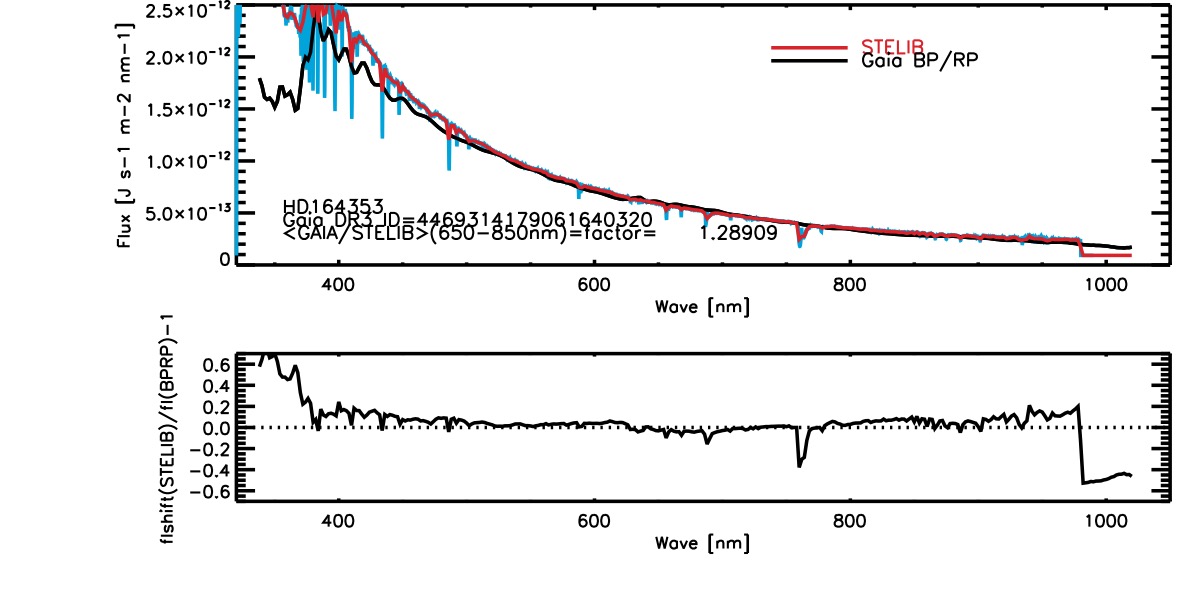 2.5×10−12
2.0×10−12
1.5×10−12
1.0×10−12
5.0×10−13
0
Flux [J s−1 m−2 nm−1]
STELIB
Gaia BP/RP
HD164353
Gaia DR3 ID=4469314179061640320
<GAIA/STELIB>(650−850nm)=factor= 1.28909
400 600 800 1000
Wave [nm]
flshift(STELIB)/fl(BPRP)−1
0.6
0.4
0.2
0.0
−0.2
−0.4
−0.6
400 600 800 1000
Wave [nm]